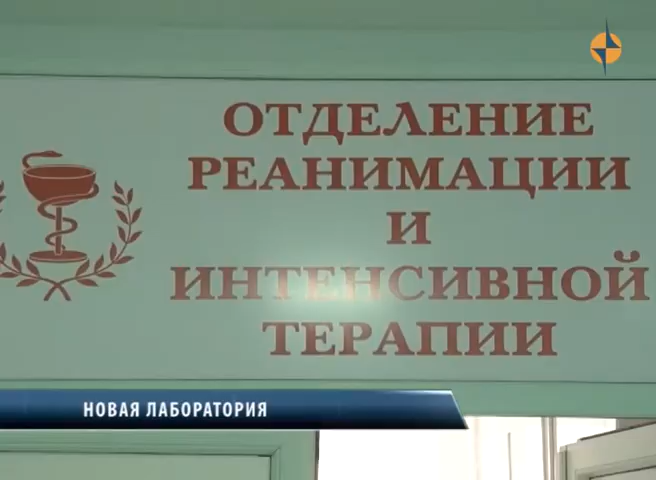 ОТДЕЛЕНИЕ
РЕАНИМАЦИИ
И
ИНТЕНСИВНОЙ
ТЕРАПИИ
НОВАЯ ЛАБОРАТОРИЯ